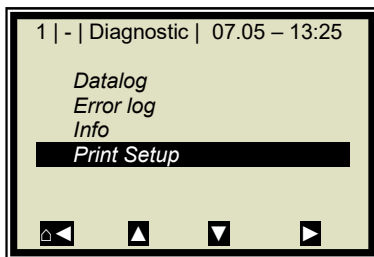 1 | - | Diagnostic | 07.05 – 13:25
Datalog
Error log
Info
Print Setup